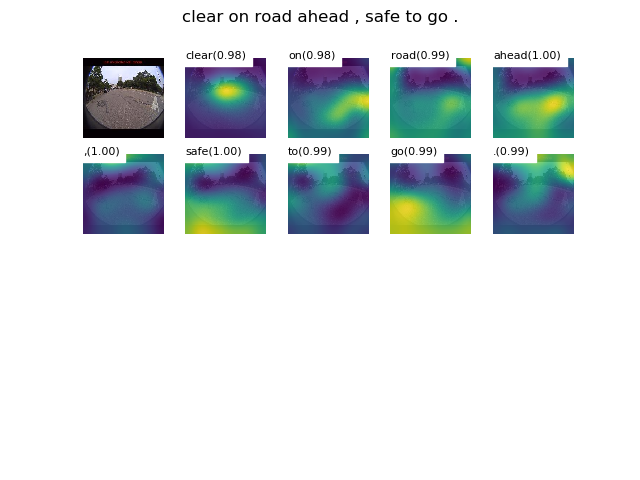 clear on road ahead , safe to go .
clear(0.98) on(0.98) road(0.99) ahead(1.00)
,(1.00) safe(1.00) to(0.99) go(0.99) .(0.99)